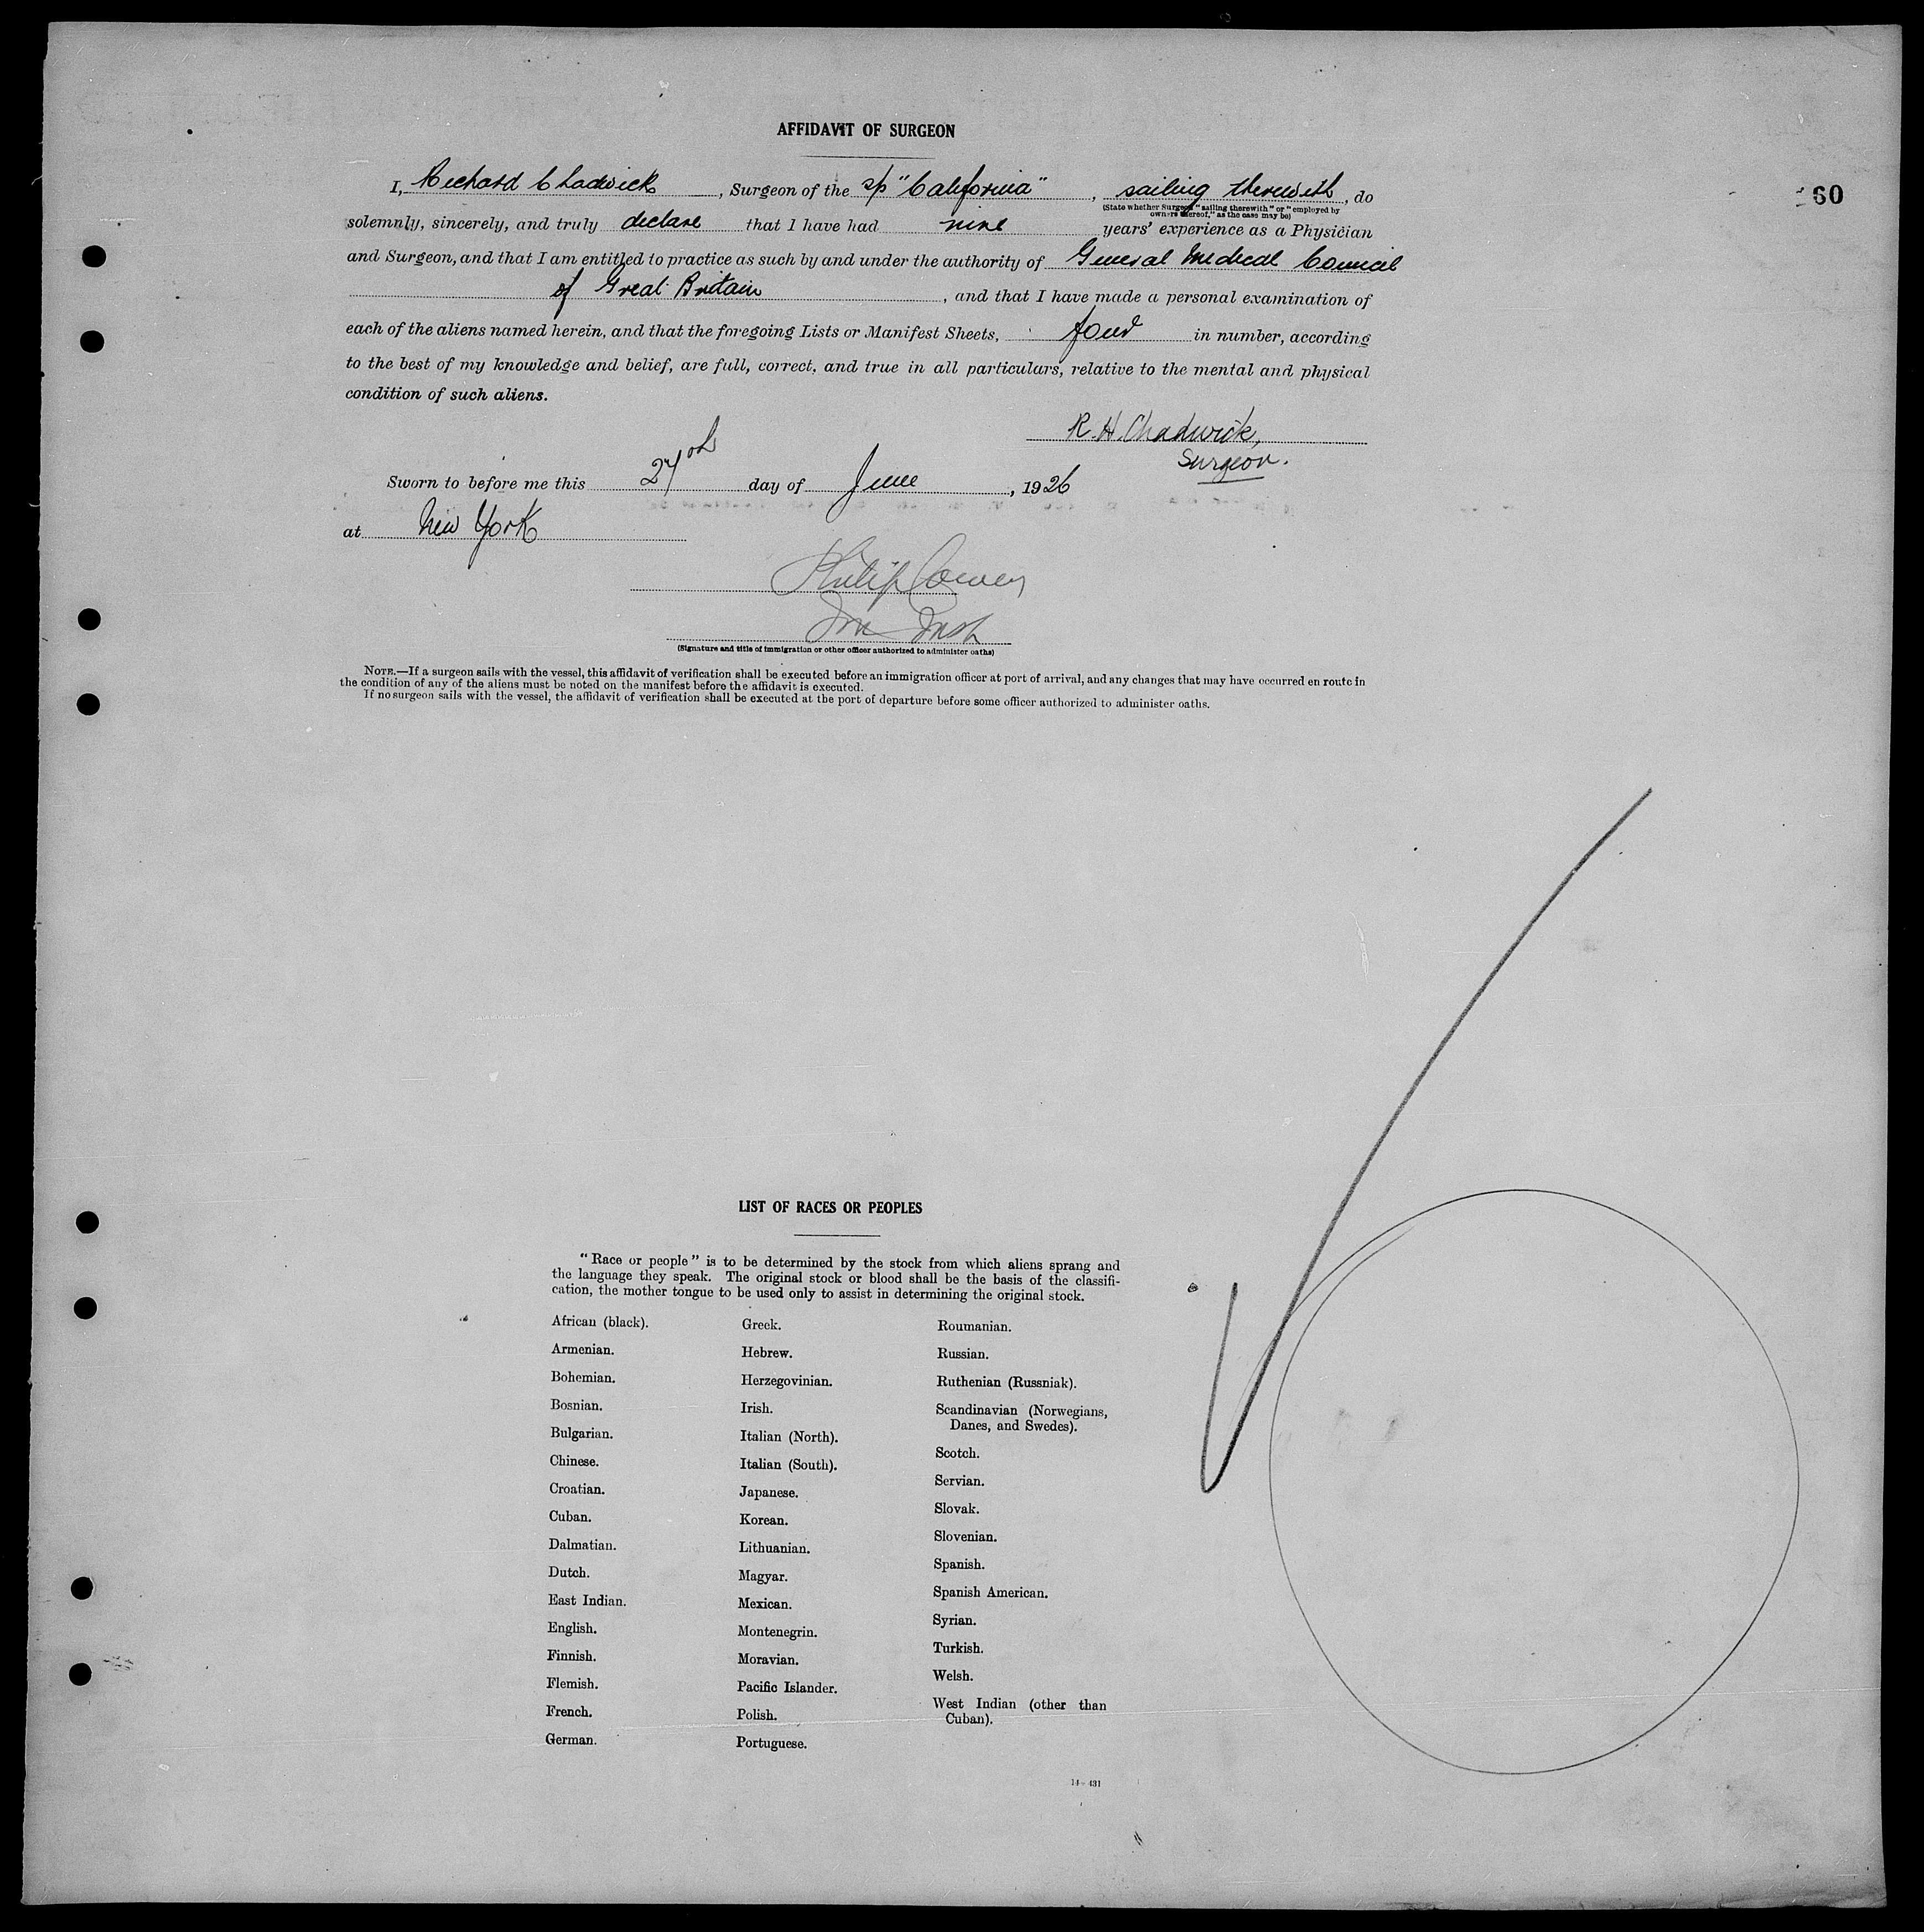 AFFIDAVIT OF SURGEON
60
I, Richard Chadwick, Surgeon of the s/s "California", sailing therewith, do
(State whether Surgeon "sailing therewith" or "employed by
owners thereof," as the case may be)
solemnly, sincerely, and truly declare that I have had nine years' experience as a Physician
and Surgeon, and that I am entitled to practice as such by and under the authority of General Medical Council
of Great Britain, and that I have made a personal examination of
each of the aliens named herein, and that the foregoing Lists or Manifest Sheets, four in number, according
to the best of my knowledge and belief, are full, correct, and true in all particulars, relative to the mental and physical
condition of such aliens.
R. H. Chadwick,
Surgeon.
Sworn to before me this 27th day of June, 1926
at New York
Philip Cowen
Imm Insp
(Signature and title of immigration or other officer authorized to administer oaths)
NOTE.—If a surgeon sails with the vessel, this affidavit of verification shall be executed before an immigration officer at port of arrival, and any changes that may have occurred en route in
the condition of any of the aliens must be noted on the manifest before the affidavit is executed.
If no surgeon sails with the vessel, the affidavit of verification shall be executed at the port of departure before some officer authorized to administer oaths.
LIST OF RACES OR PEOPLES
"Race or people" is to be determined by the stock from which aliens sprang and
the language they speak. The original stock or blood shall be the basis of the classifi-
cation, the mother tongue to be used only to assist in determining the original stock.
African (black).
Armenian.
Bohemian.
Bosnian.
Bulgarian.
Chinese.
Croatian.
Cuban.
Dalmatian.
Dutch.
East Indian.
English.
Finnish.
Flemish.
French.
German.
Greek.
Hebrew.
Herzegovinian.
Irish.
Italian (North).
Italian (South).
Japanese.
Korean.
Lithuanian.
Magyar.
Mexican.
Montenegrin.
Moravian.
Pacific Islander.
Polish.
Portuguese.
Roumanian.
Russian.
Ruthenian (Russniak).
Scandinavian (Norwegians,
Danes, and Swedes).
Scotch.
Servian.
Slovak.
Slovenian.
Spanish.
Spanish American.
Syrian.
Turkish.
Welsh.
West Indian (other than
Cuban).
14—431